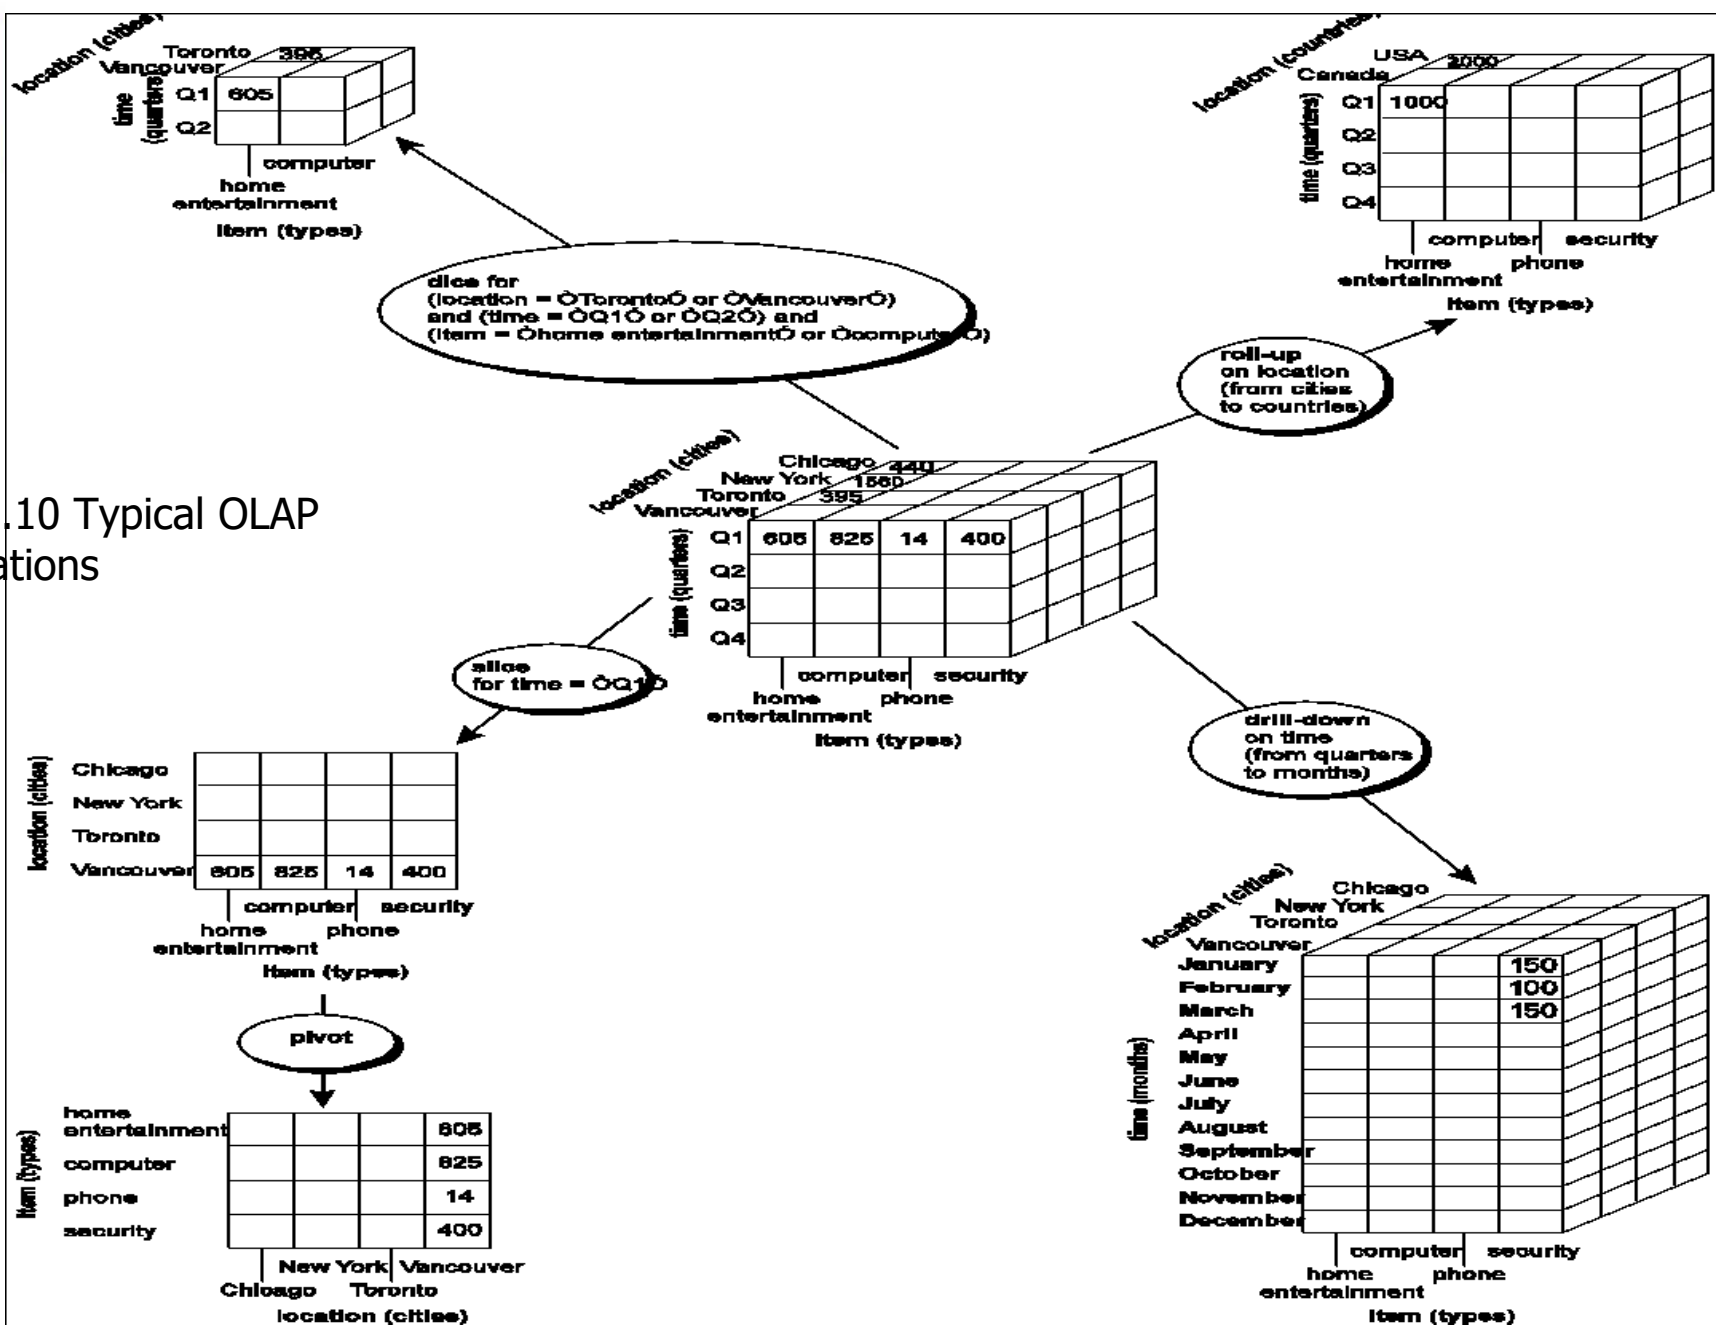 location (cities)
Toronto 395
Vancouver
time
(quarters)
Q1 605
Q2
computer
home
entertainment
item (types)
location (countries)
USA 2000
Canada
time (quarters)
Q1 1000
Q2
Q3
Q4
computer security
home phone
entertainment
item (types)
dice for
(location = ÒTorontoÓ or ÒVancouverÓ)
and (time = ÒQ1Ó or ÒQ2Ó) and
(item = Òhome entertainmentÓ or ÒcomputerÓ)
roll-up
on location
(from cities
to countries)
.10 Typical OLAP
ations
location (cities)
Chicago 440
New York 1560
Toronto 395
Vancouver
time (quarters)
Q1 605 825 14 400
Q2
Q3
Q4
computer security
home phone
entertainment
item (types)
slice
for time = ÒQ1Ó
drill-down
on time
(from quarters
to months)
location (cities)
Chicago
New York
Toronto
Vancouver 605 825 14 400
computer security
home phone
entertainment
item (types)
pivot
item (types)
home
entertainment 605
computer 825
phone 14
security 400
New York Vancouver
Chicago Toronto
location (cities)
location (cities)
Chicago
New York
Toronto
Vancouver
time (months)
January 150
February 100
March 150
April
May
June
July
August
September
October
November
December
computer security
home phone
entertainment
item (types)